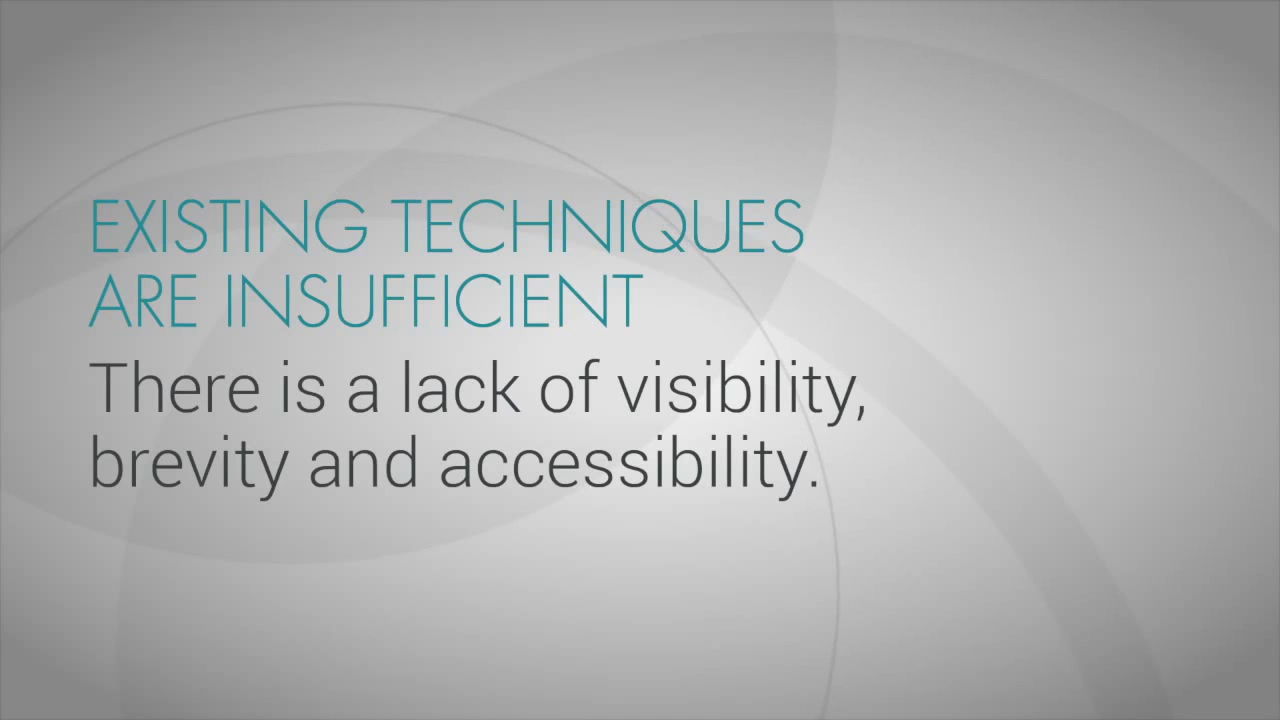 EXISTING TECHNIQUES
ARE INSUFFICIENT
There is a lack of visibility,
brevity and accessibility.